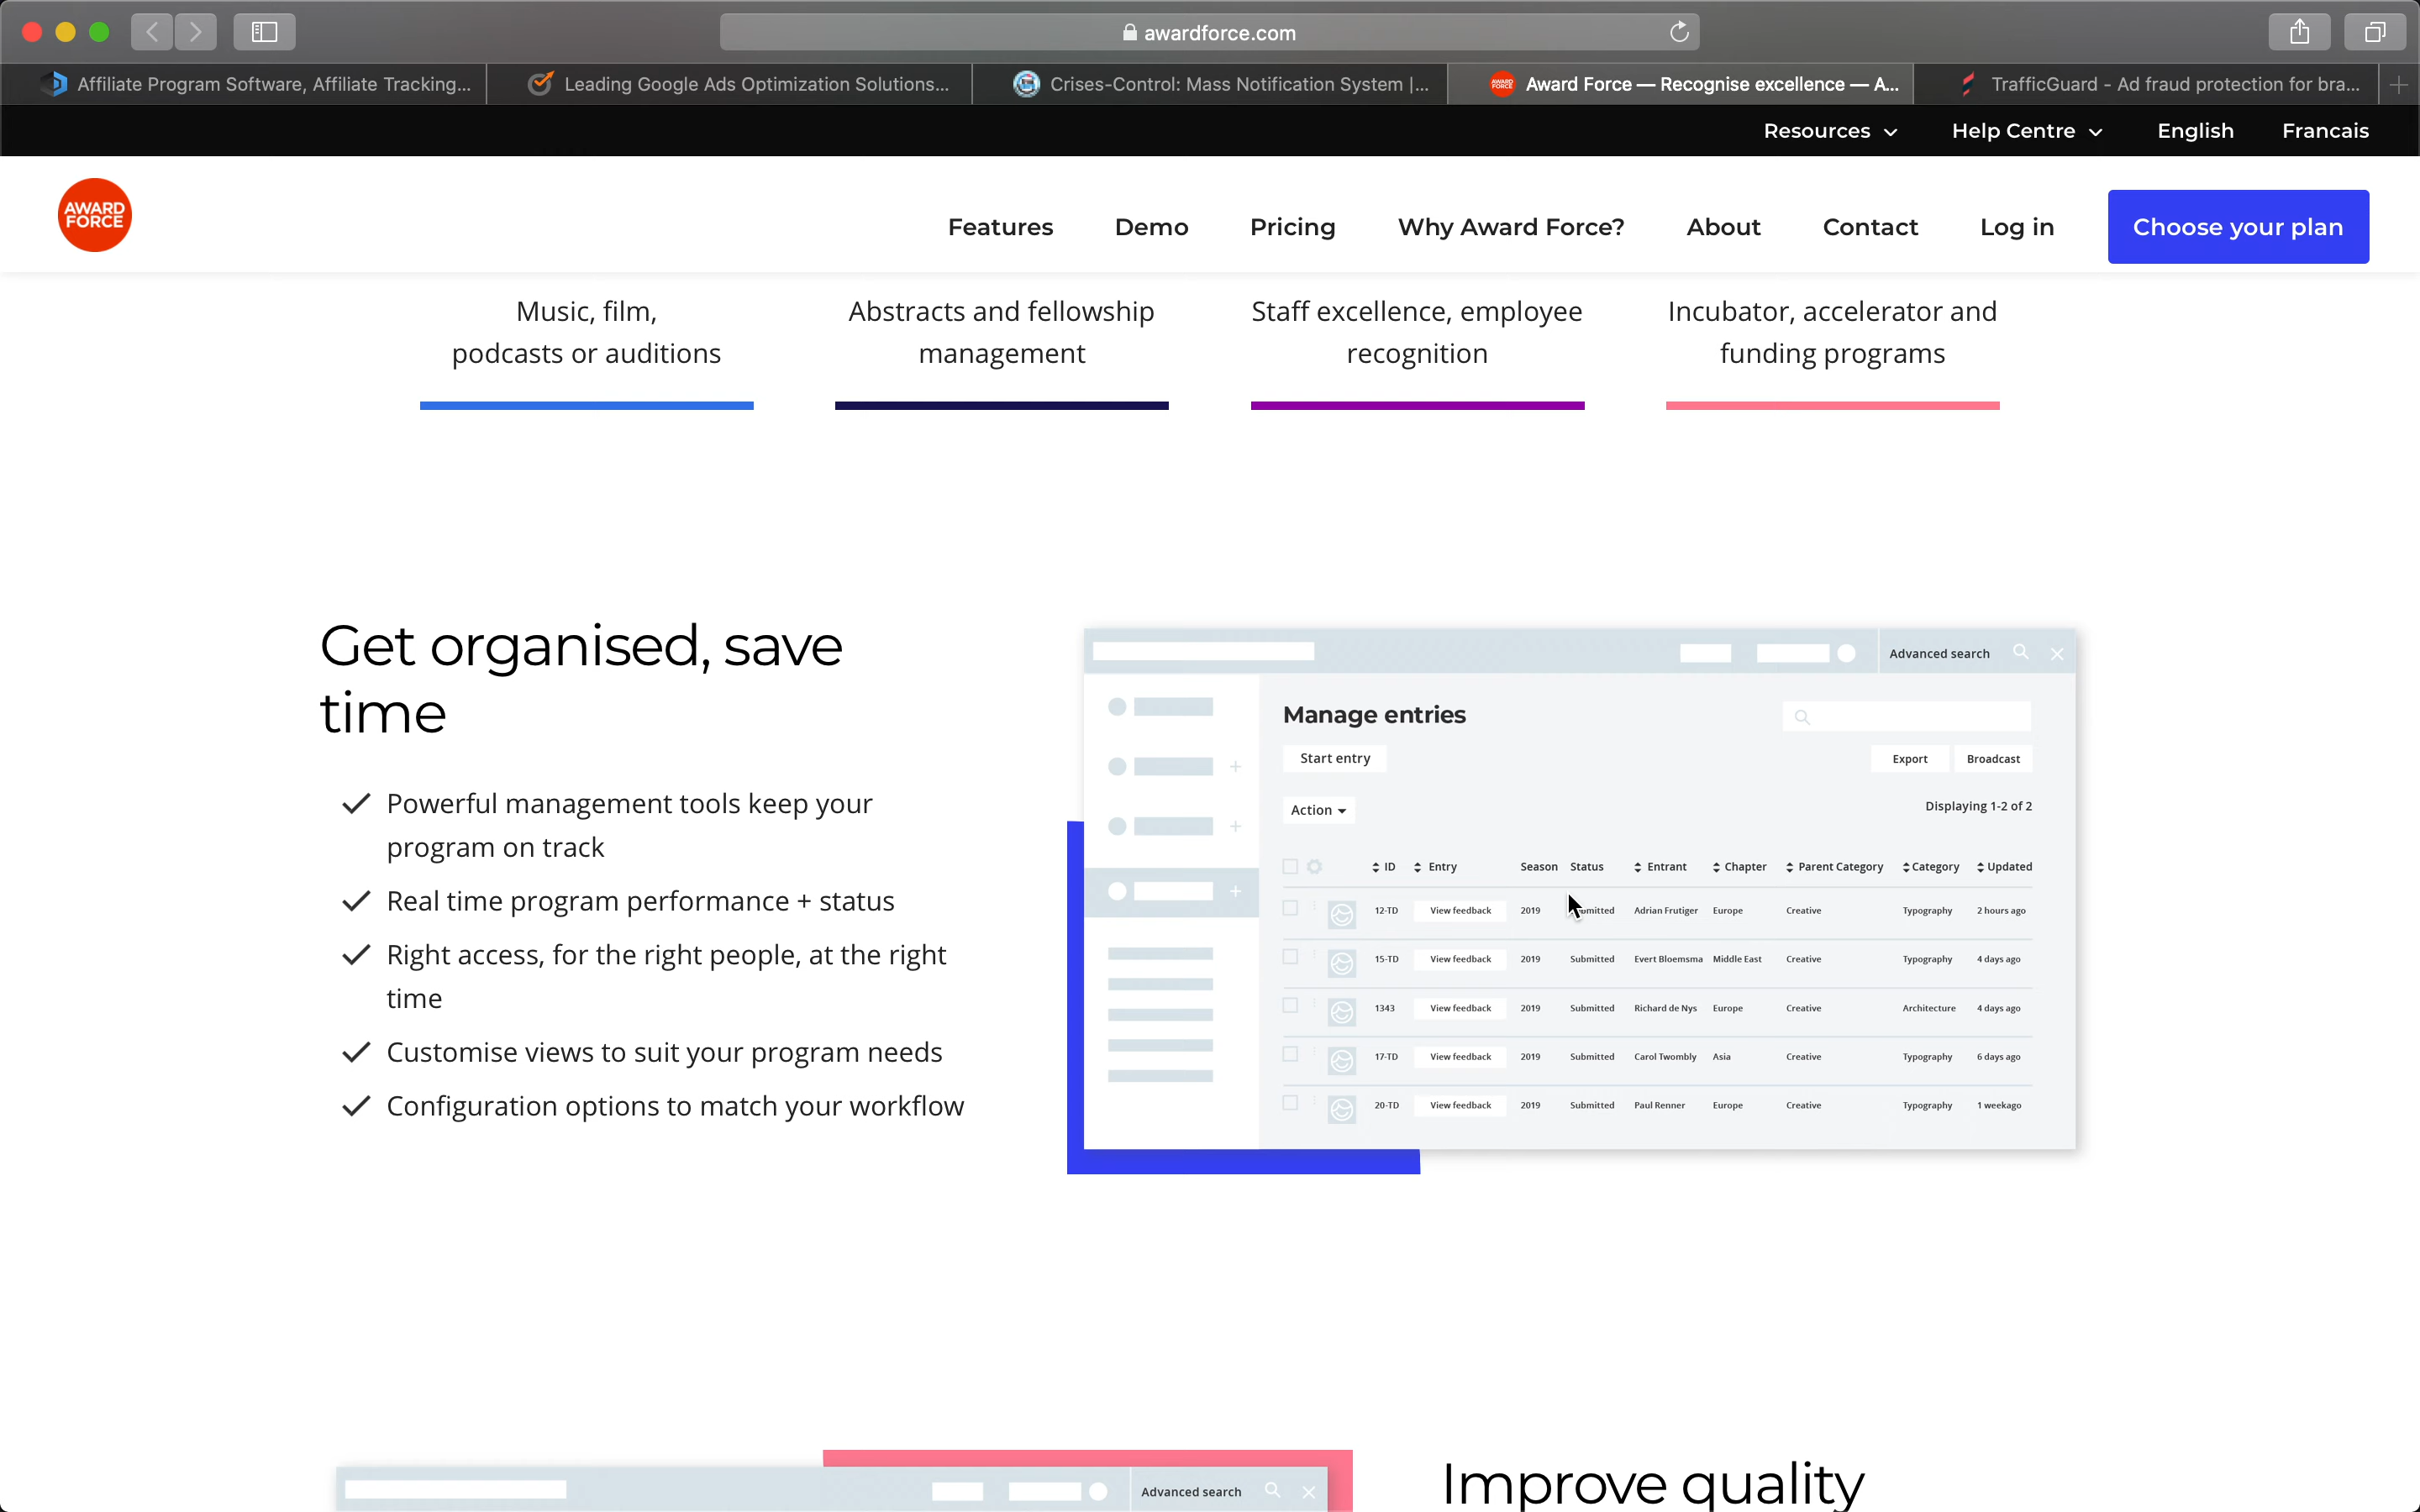 awardforce.com
Affiliate Program Software, Affiliate Tracking...
Leading Google Ads Optimization Solutions...
Crises-Control: Mass Notification System |...
Award Force — Recognise excellence — A...
TrafficGuard - Ad fraud protection for bra...
Resources
Help Centre
English
Francais
AWARD
FORCE
Features
Demo
Pricing
Why Award Force?
About
Contact
Log in
Choose your plan
Music, film,
podcasts or auditions
Abstracts and fellowship
management
Staff excellence, employee
recognition
Incubator, accelerator and
funding programs
Get organised, save
time
Powerful management tools keep your
program on track
Real time program performance + status
Right access, for the right people, at the right
time
Customise views to suit your program needs
Configuration options to match your workflow
Advanced search
Manage entries
Start entry
Export
Broadcast
Action
Displaying 1-2 of 2
ID Entry Season Status Entrant Chapter Parent Category Category Updated
12-TD View feedback 2019 Adrian Frutiger Europe Creative Typography 2 hours ago
15-TD View feedback 2019 Submitted Evert Bloemsma Middle East Creative Typography 4 days ago
1343 View feedback 2019 Submitted Richard de Nys Europe Creative Architecture 4 days ago
17-TD View feedback 2019 Submitted Carol Twombly Asia Creative Typography 6 days ago
20-TD View feedback 2019 Submitted Paul Renner Europe Creative Typography 1 weekago
Advanced search
Improve quality